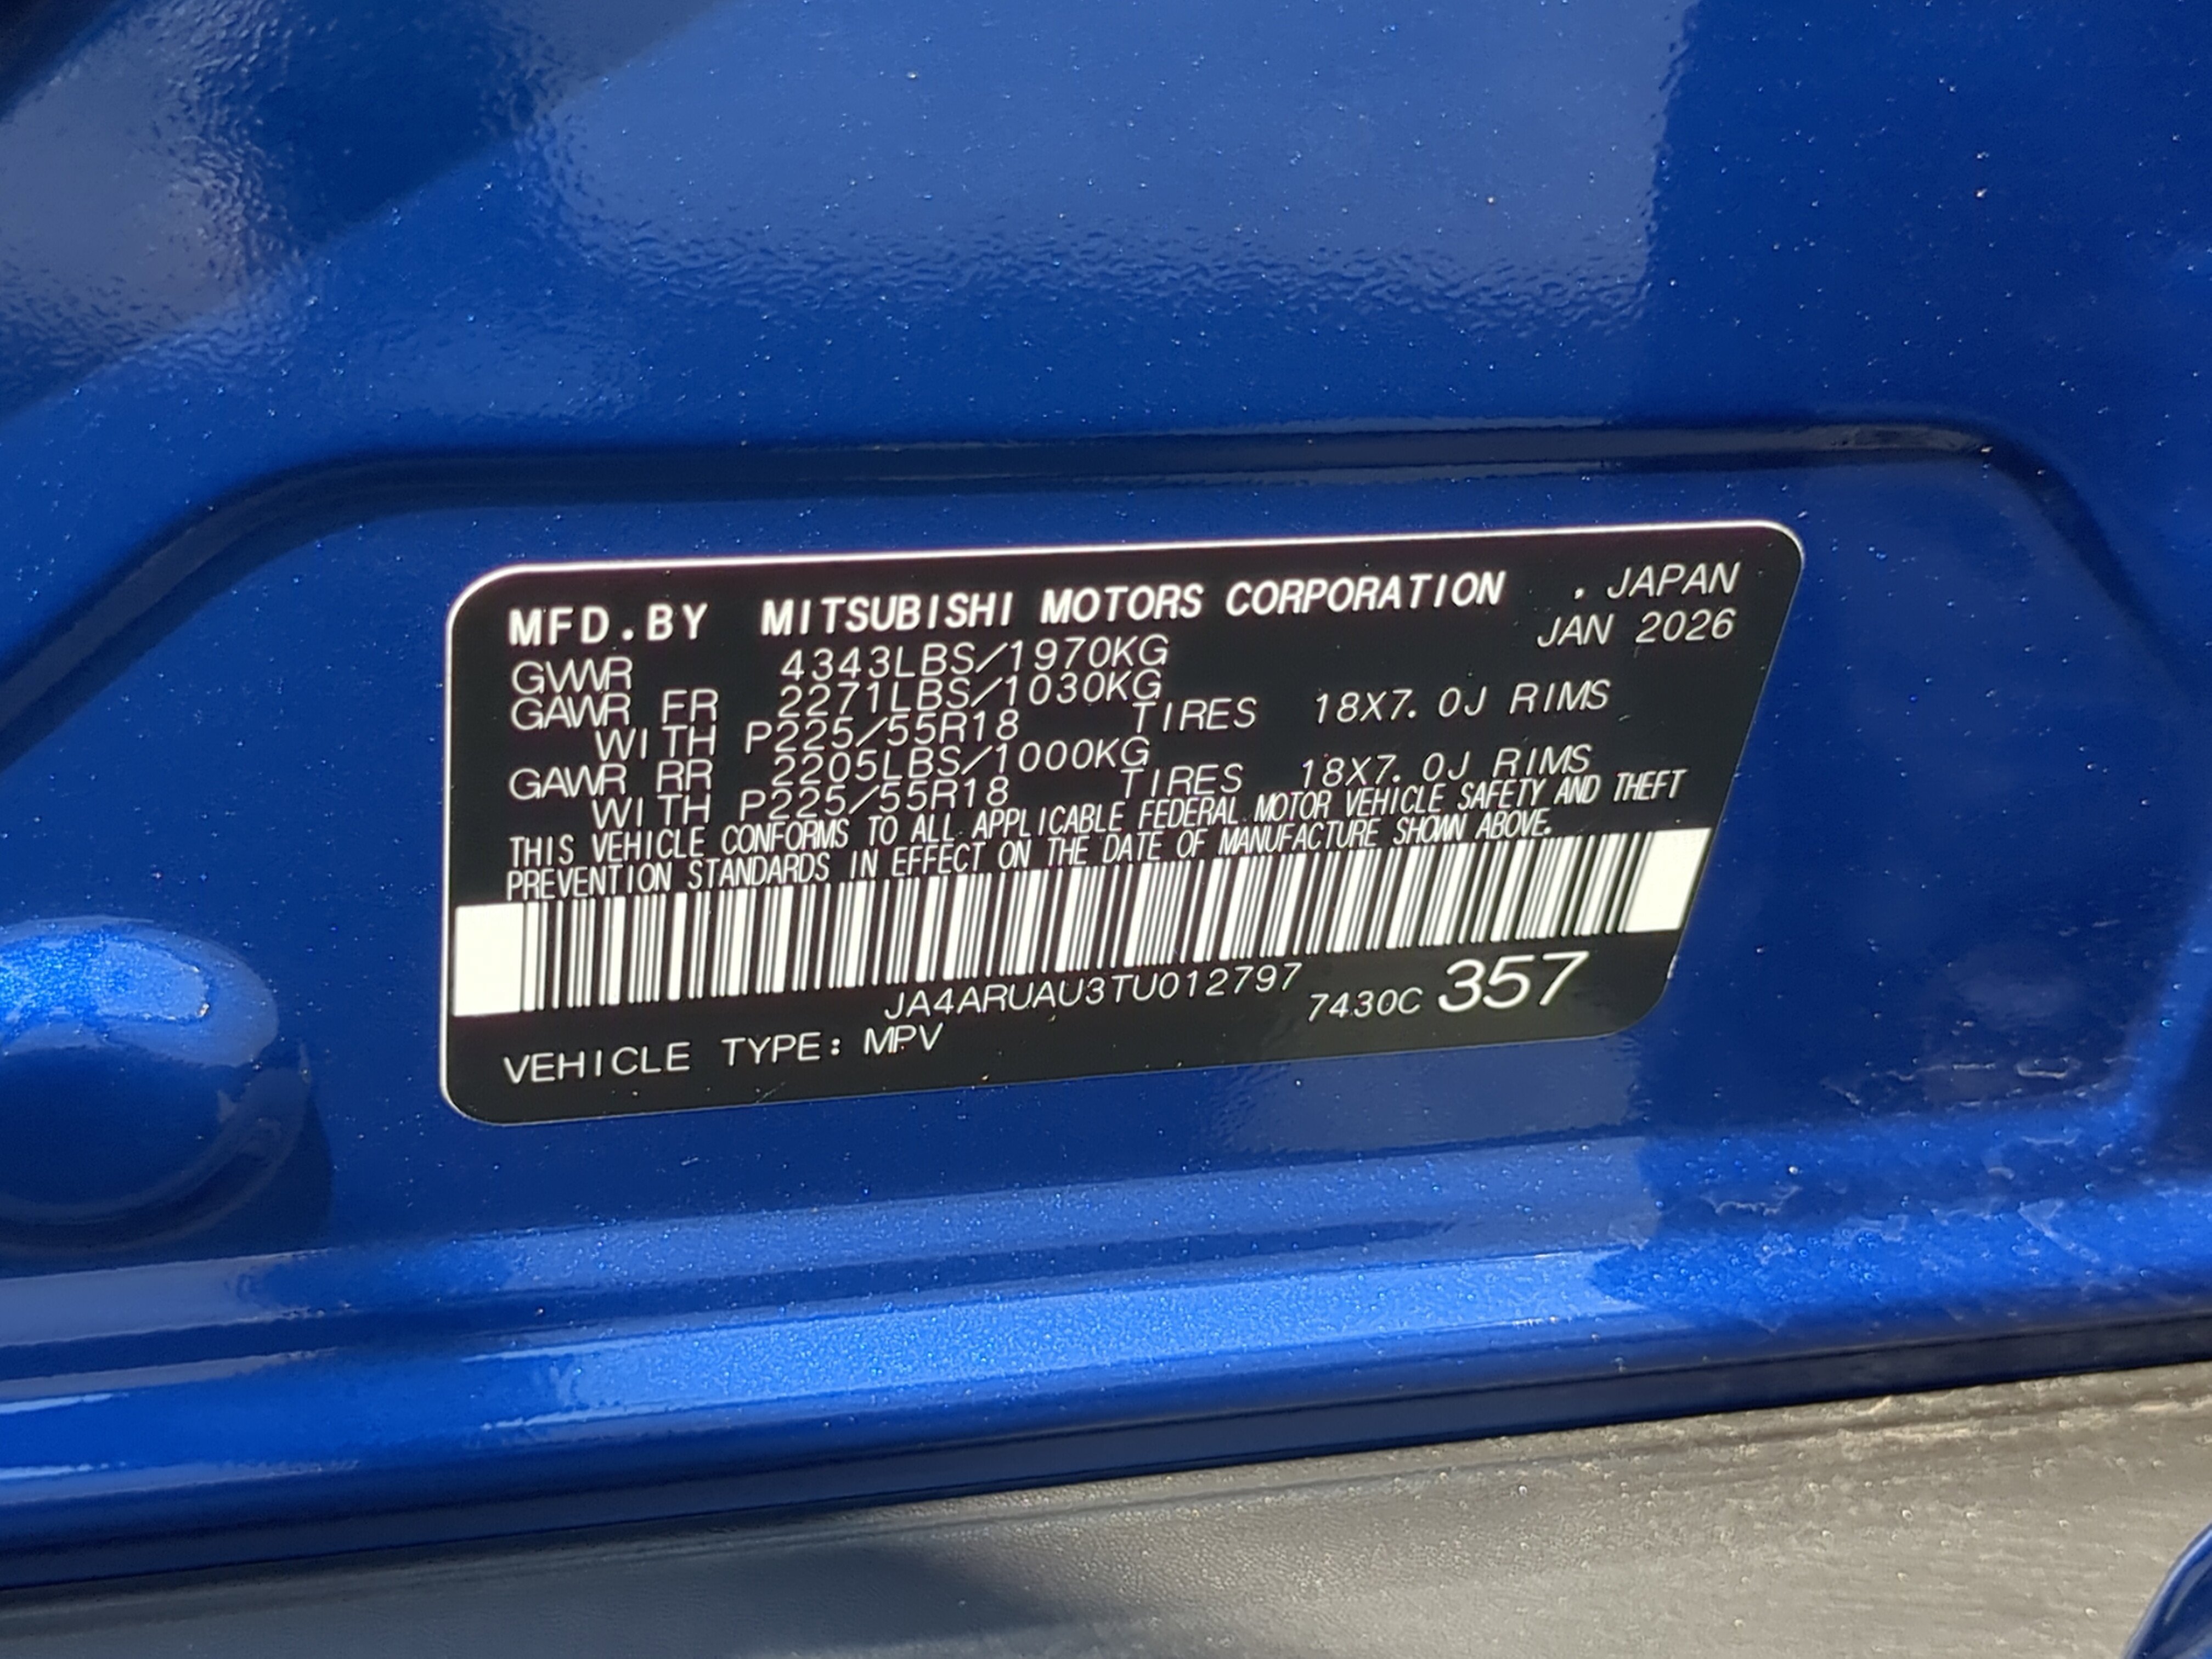 MFD.BY MITSUBISHI MOTORS CORPORATION . JAPAN
JAN 2026
GVWR 4343LBS/1970KG
GAWR FR 2271LBS/1030KG
WITH P225/55R18 TIRES 18X7.0J RIMS
GAWR RR 2205LBS/1000KG
WITH P225/55R18 TIRES 18X7.0J RIMS
THIS VEHICLE CONFORMS TO ALL APPLICABLE FEDERAL MOTOR VEHICLE SAFETY AND THEFT
PREVENTION STANDARDS IN EFFECT ON THE DATE OF MANUFACTURE SHOWN ABOVE.
JA4ARUAU3TU012797
7430C 357
VEHICLE TYPE: MPV